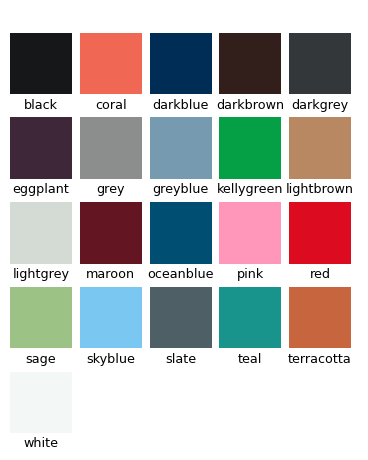 black coral darkblue darkbrown darkgrey
eggplant grey greyblue kellygreen lightbrown
lightgrey maroon oceanblue pink red
sage skyblue slate teal terracotta
white